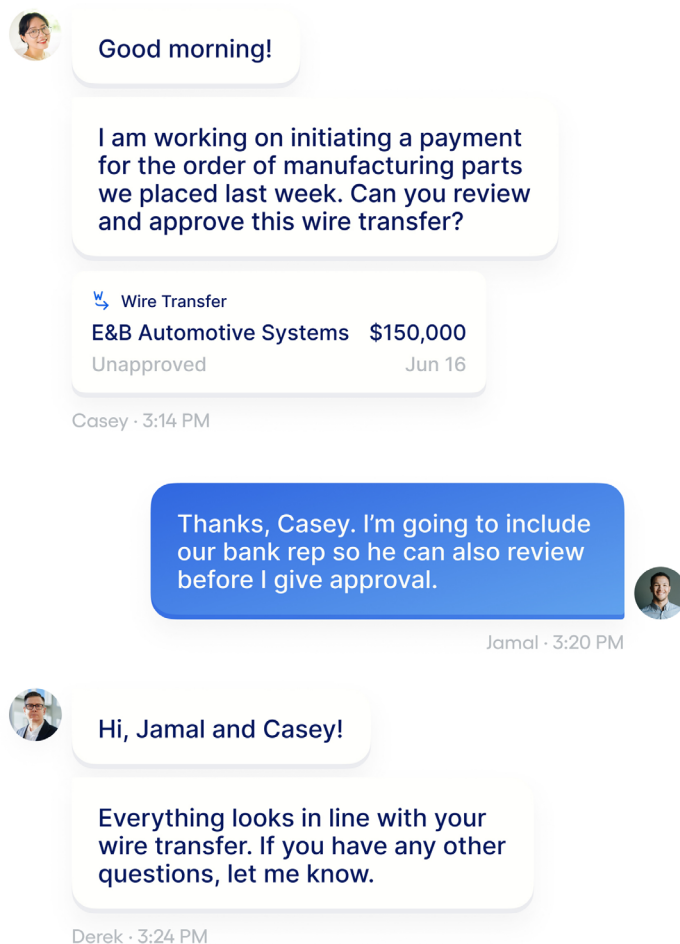 Good morning!
I am working on initiating a payment
for the order of manufacturing parts
we placed last week. Can you review
and approve this wire transfer?
W
Wire Transfer
E&B Automotive Systems $150,000
Unapproved Jun 16
Casey · 3:14 PM
Thanks, Casey. I’m going to include
our bank rep so he can also review
before I give approval.
Jamal · 3:20 PM
Hi, Jamal and Casey!
Everything looks in line with your
wire transfer. If you have any other
questions, let me know.
Derek · 3:24 PM